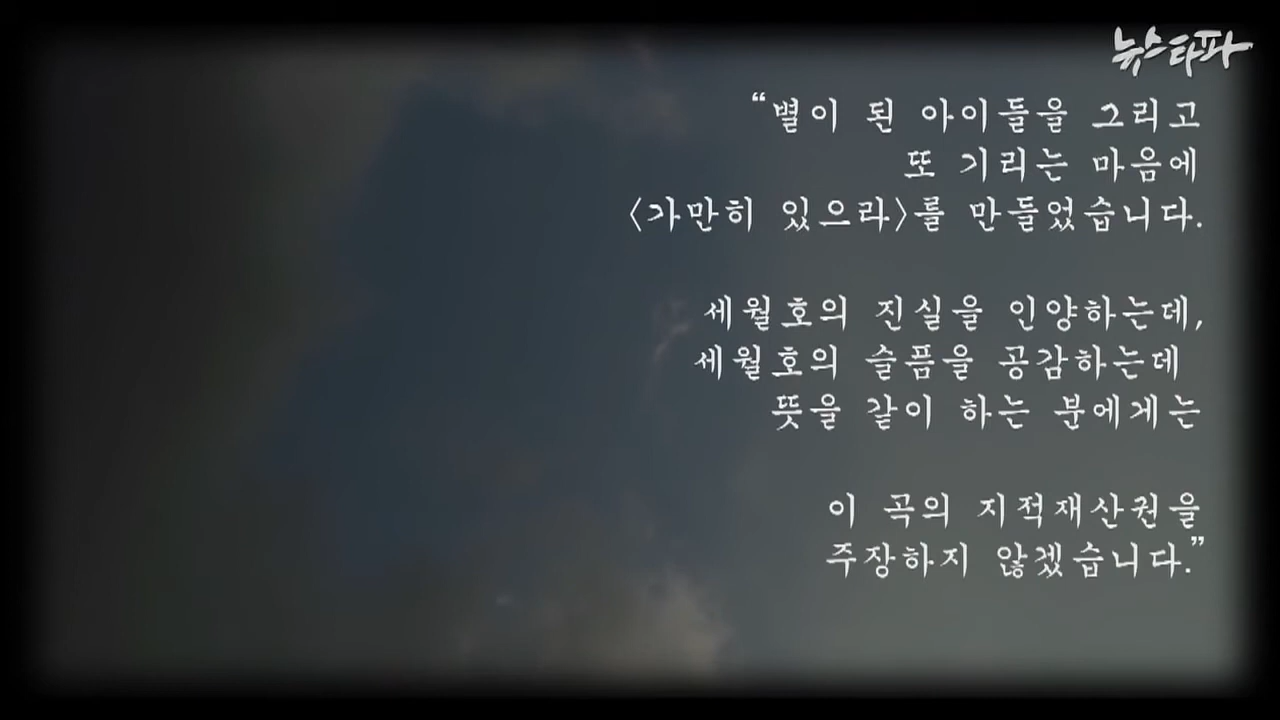 뉴스타파
“별이 된 아이들을 그리고
또 기리는 마음에
〈가만히 있으라〉를 만들었습니다.
세월호의 진실을 인양하는데,
세월호의 슬픔을 공감하는데
뜻을 같이 하는 분에게는
이 곡의 지적재산권을
주장하지 않겠습니다.”